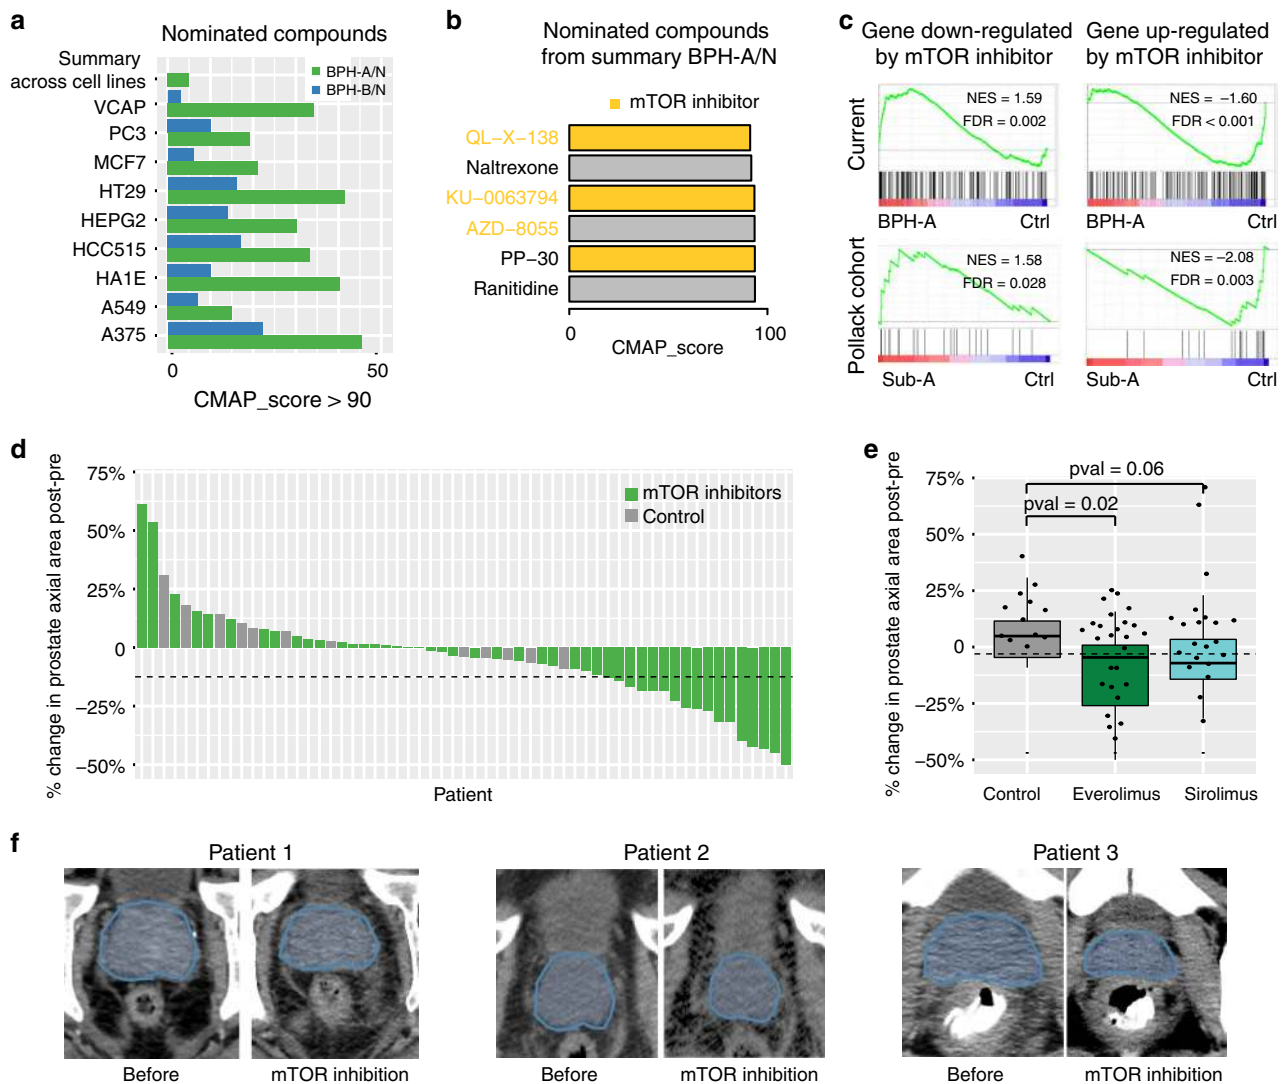 a
Nominated compounds
Summary
across cell lines
VCAP
PC3
MCF7
HT29
HEPG2
HCC515
HA1E
A549
A375
BPH-A/N
BPH-B/N
0 50
CMAP_score > 90
b
Nominated compounds
from summary BPH-A/N
mTOR inhibitor
QL-X-138
Naltrexone
KU-0063794
AZD-8055
PP-30
Ranitidine
0 100
CMAP_score
c
Gene down-regulated
by mTOR inhibitor
Gene up-regulated
by mTOR inhibitor
Current
NES = 1.59
FDR = 0.002
BPH-A Ctrl
NES = −1.60
FDR < 0.001
BPH-A Ctrl
Pollack cohort
NES = 1.58
FDR = 0.028
Sub-A Ctrl
NES = −2.08
FDR = 0.003
Sub-A Ctrl
d
% change in prostate axial area post-pre
75%
50%
25%
0
−25%
−50%
mTOR inhibitors
Control
Patient
e
% change in prostate axial area post-pre
75%
50%
25%
0
−25%
−50%
pval = 0.06
pval = 0.02
Control Everolimus Sirolimus
f
Patient 1
Before mTOR inhibition
Patient 2
Before mTOR inhibition
Patient 3
Before mTOR inhibition